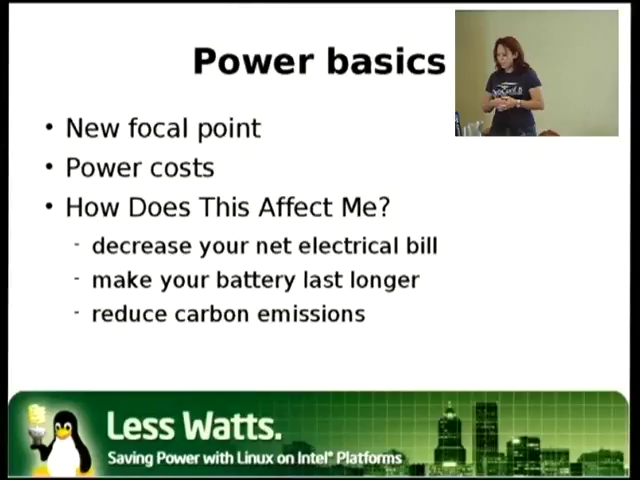 Power basics
• New focal point
• Power costs
• How Does This Affect Me?
- decrease your net electrical bill
- make your battery last longer
- reduce carbon emissions
Less Watts.
Saving Power with Linux on Intel® Platforms